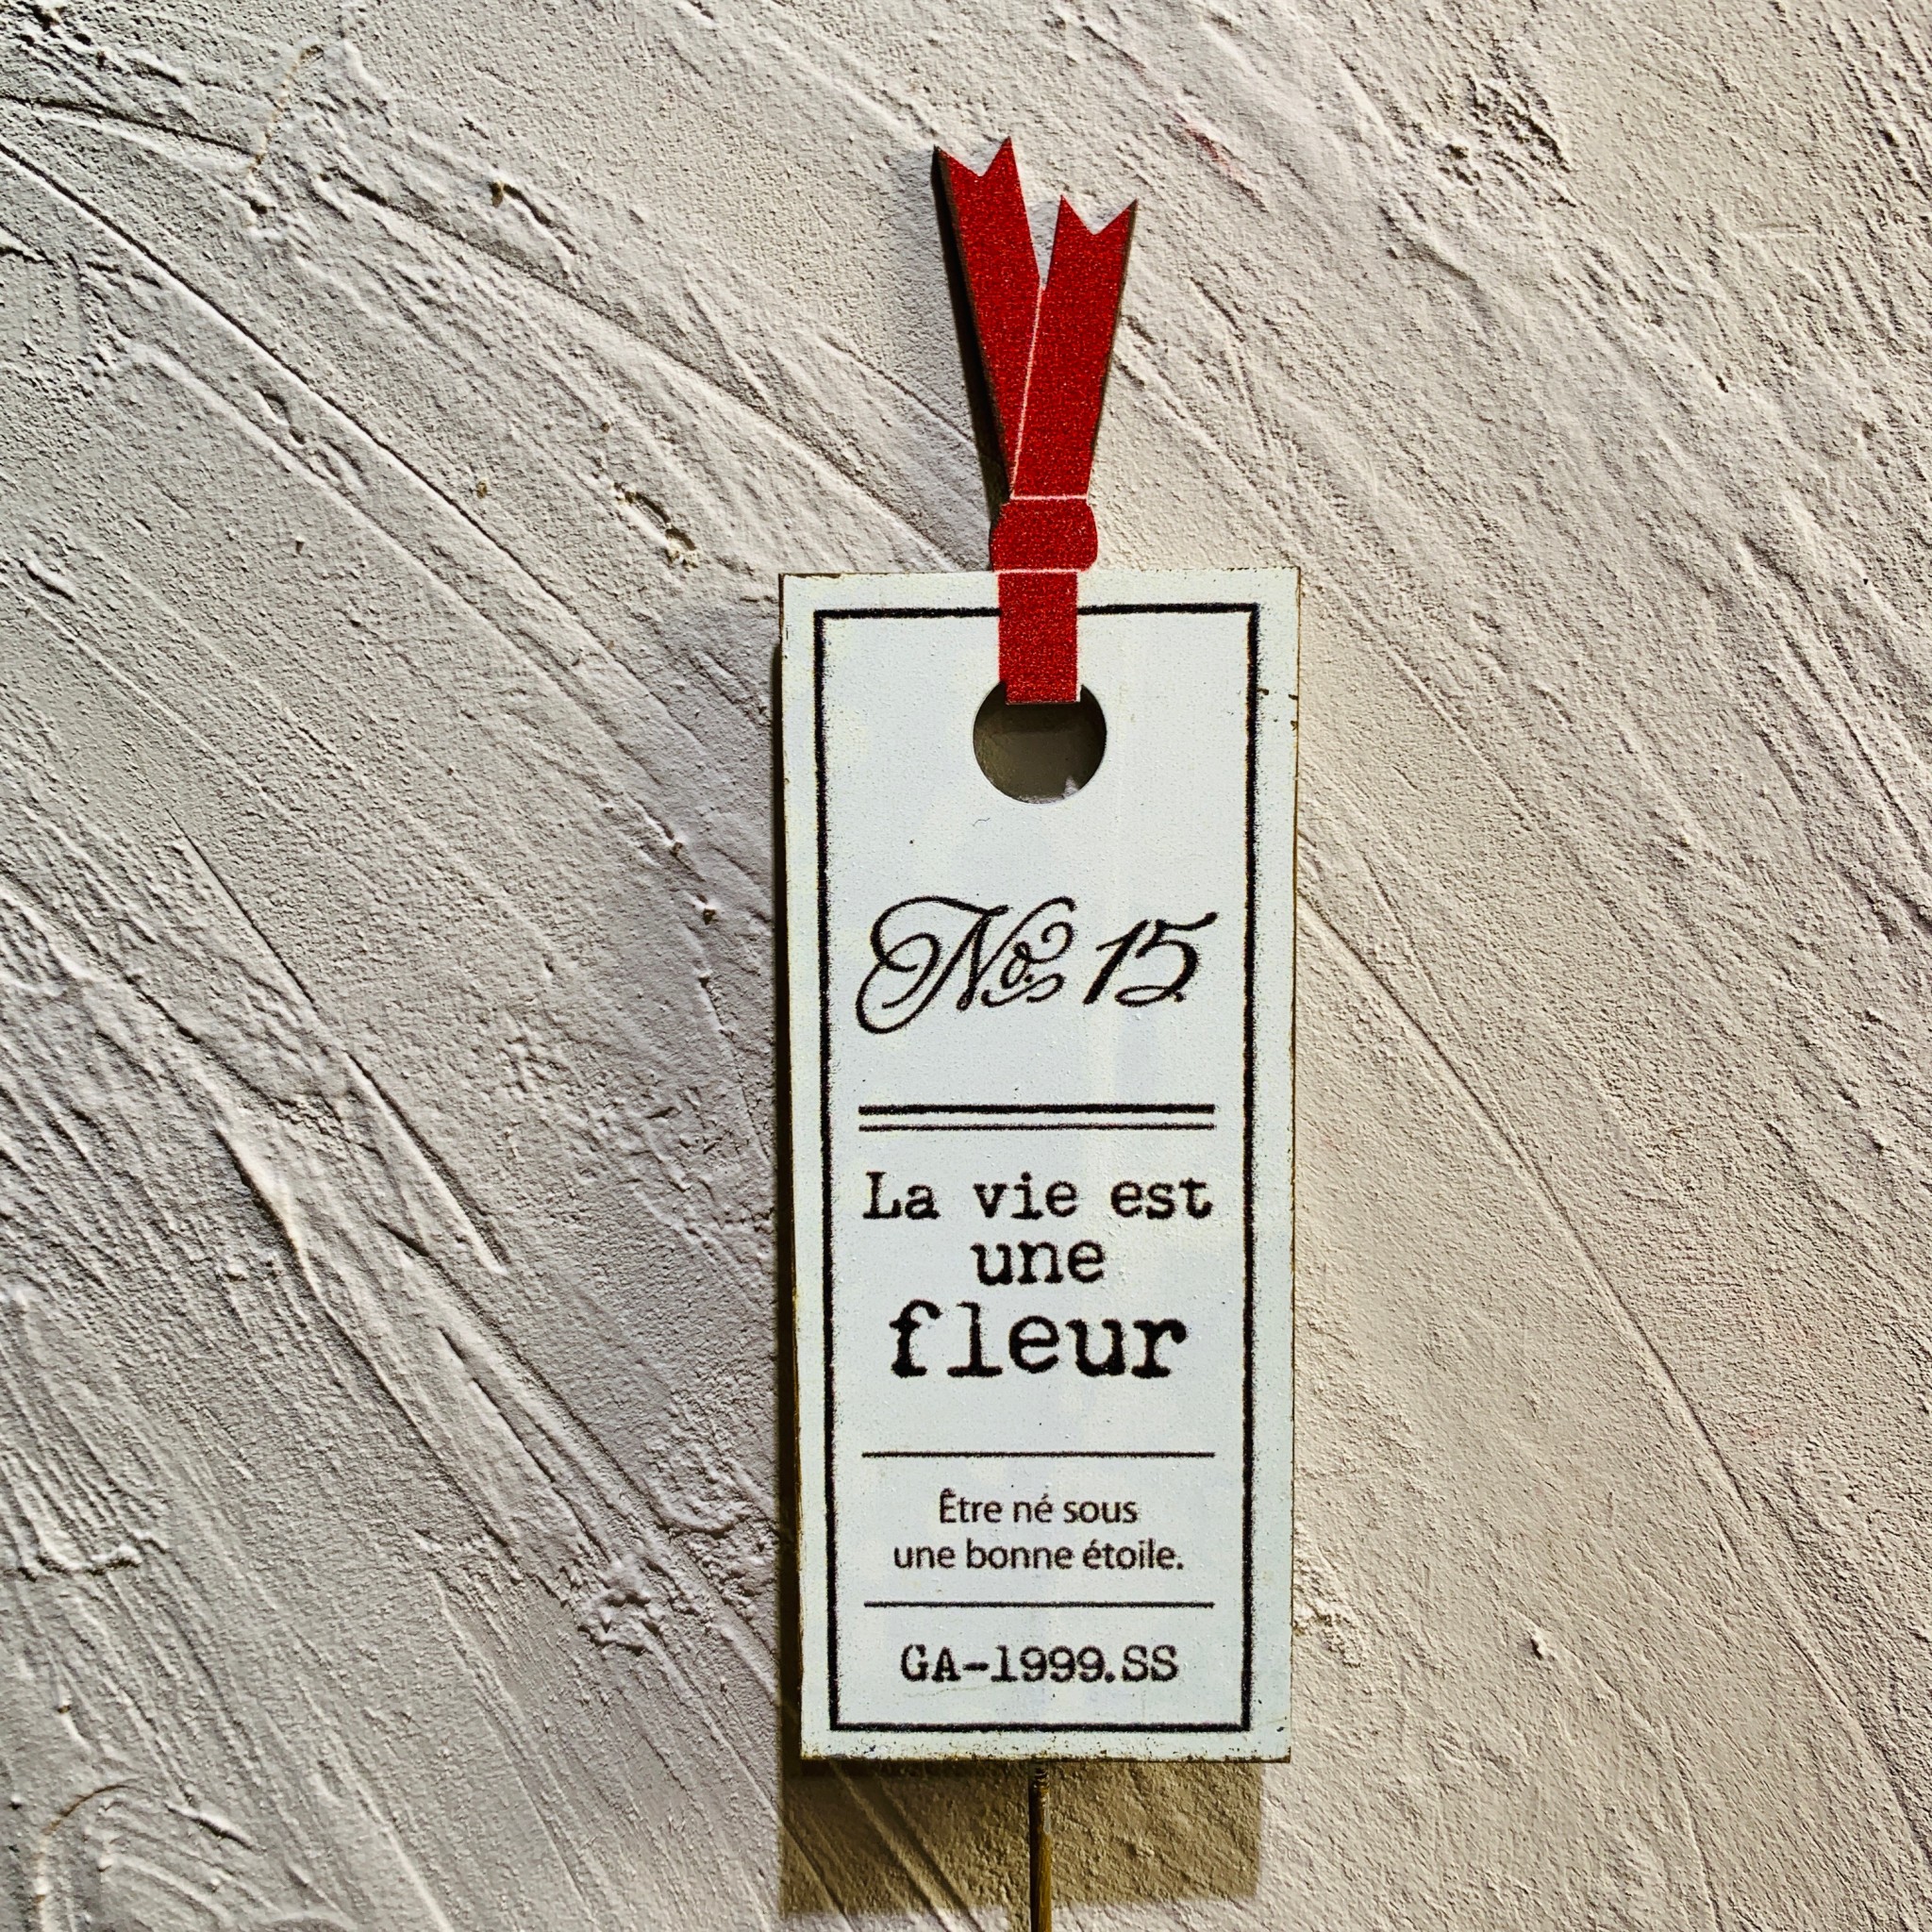 No. 15
La vie est
une
fleur
Être né sous
une bonne étoile.
GA-1999.SS